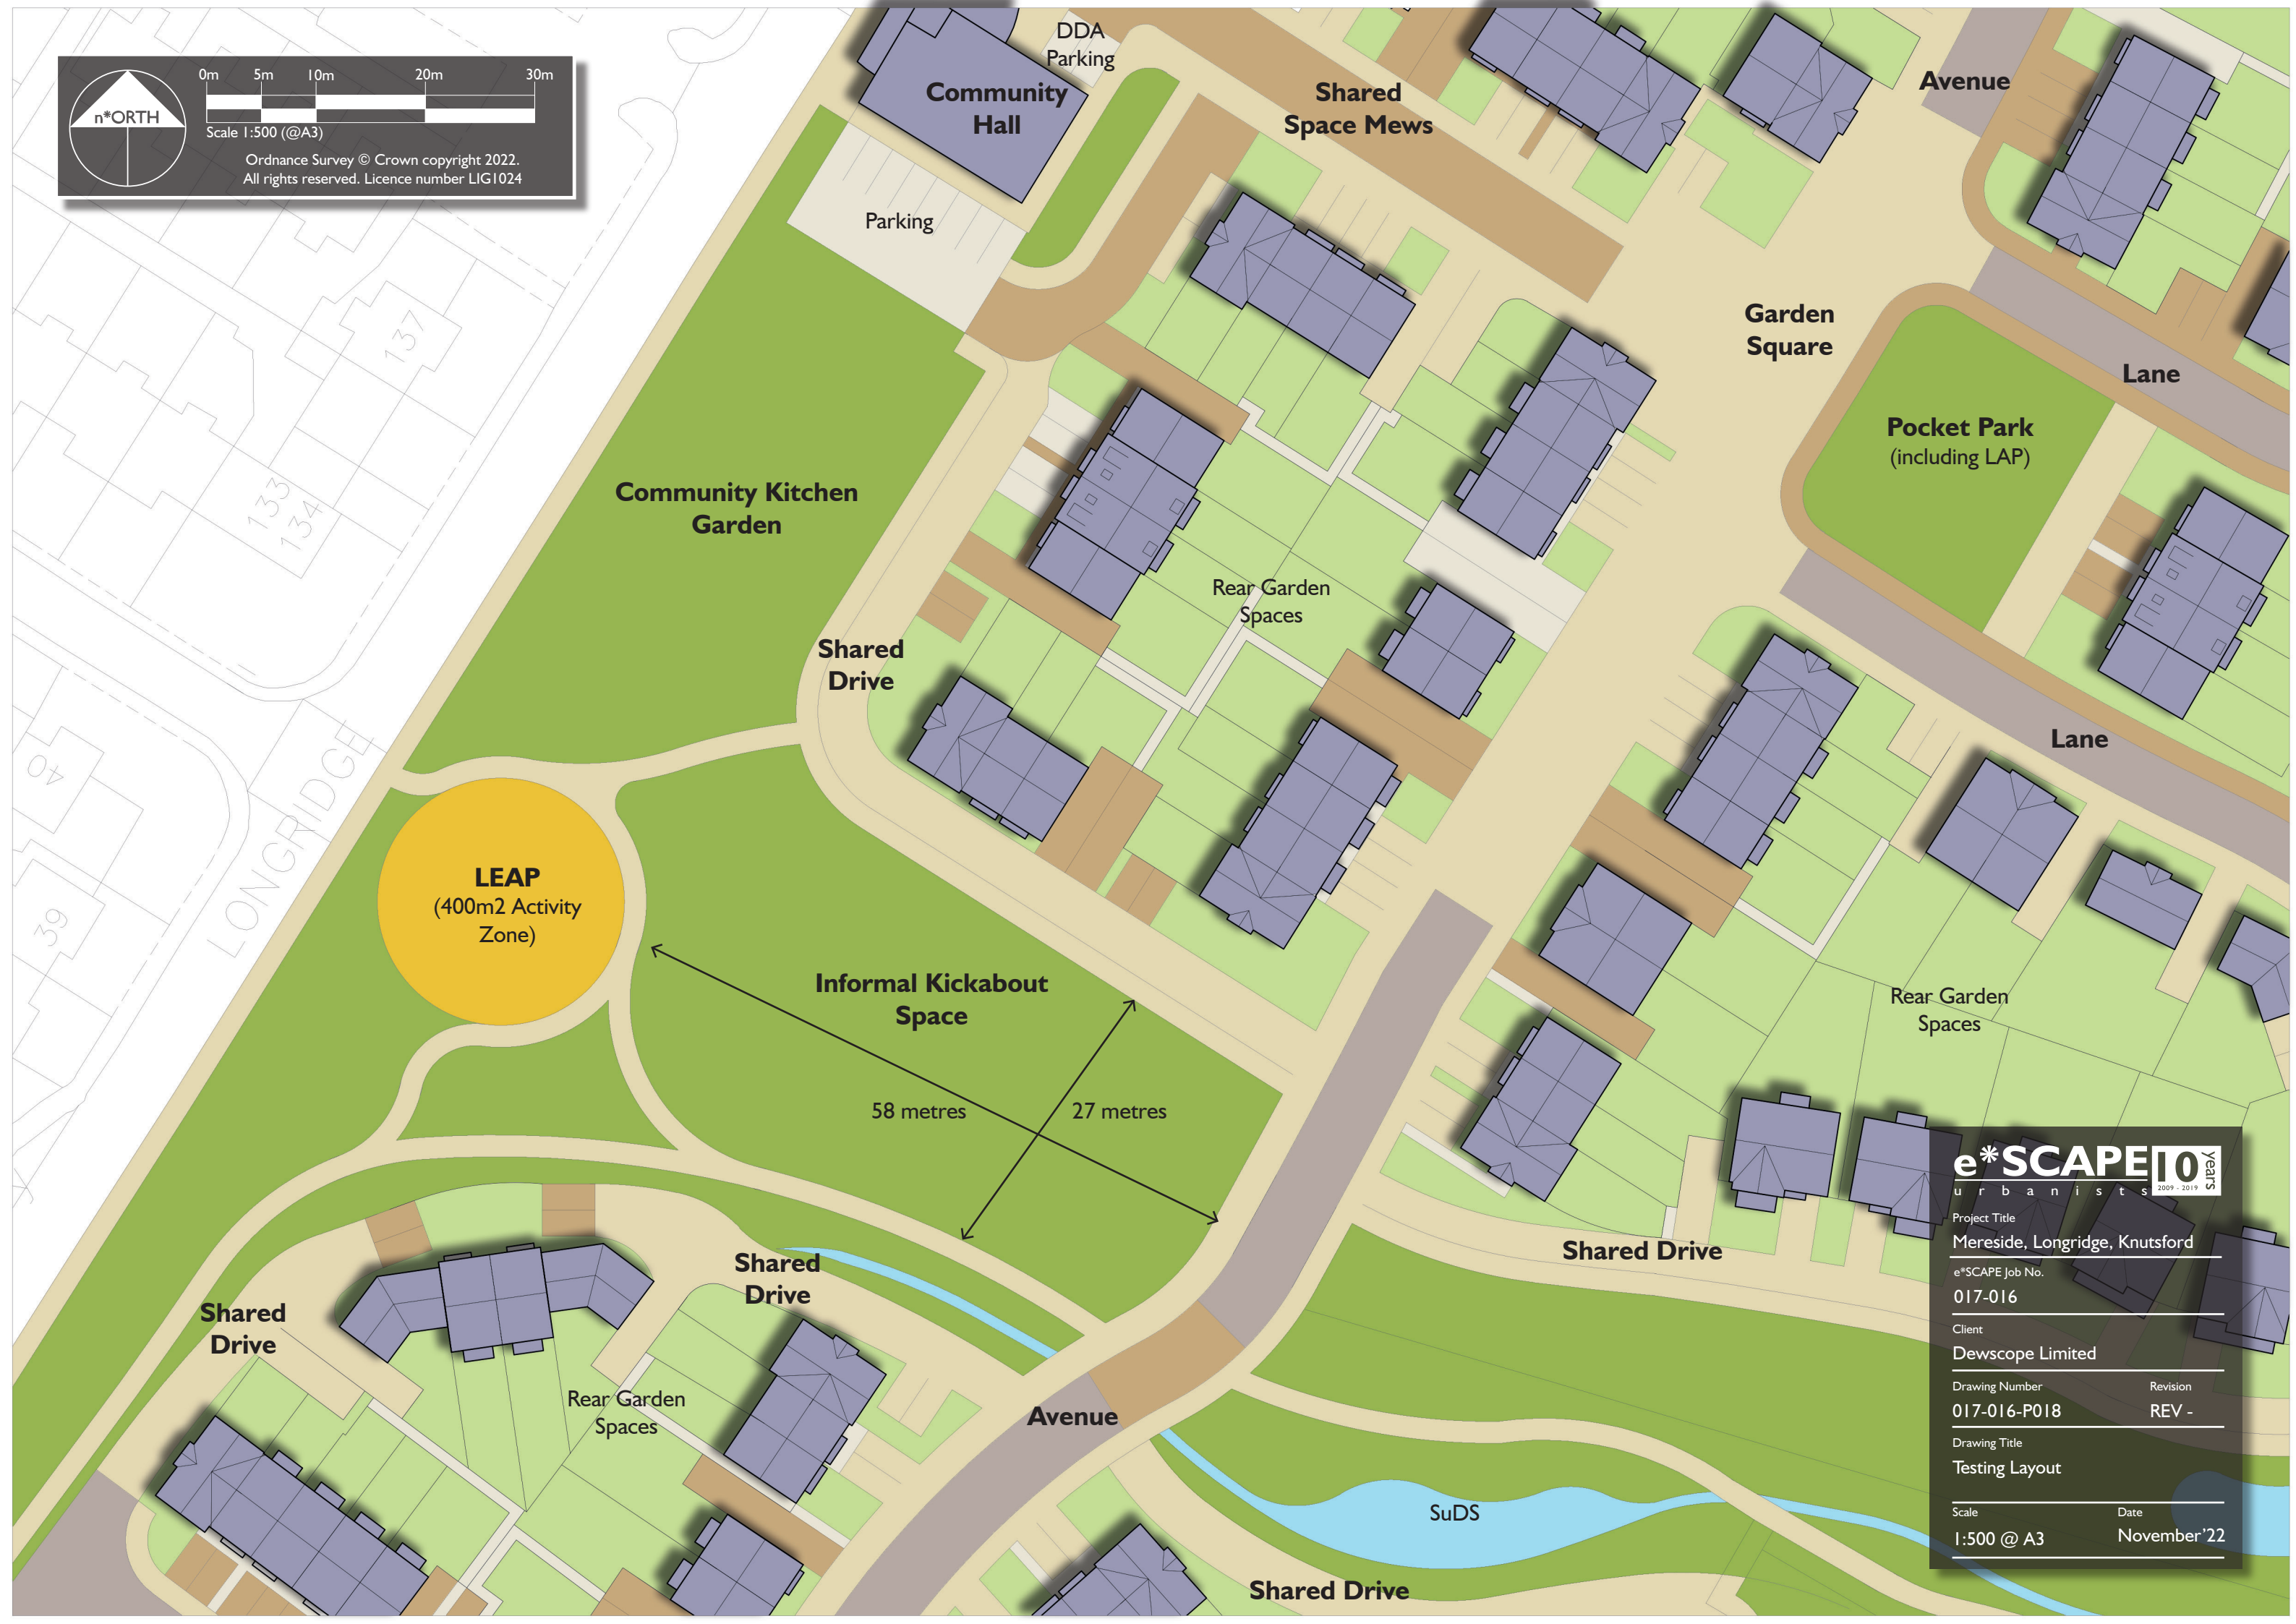 0m 5m 10m 20m 30m
n*ORTH
Scale 1:500 (@A3)
Ordnance Survey © Crown copyright 2022.
All rights reserved. Licence number LIG1024
DDA
Parking
Community
Hall
Shared
Space Mews
Avenue
Parking
137
Garden
Square
Lane
Pocket Park
(including LAP)
Community Kitchen
Garden
133
134
Rear Garden
Spaces
Shared
Drive
Lane
40
LONGRIDGE
39
LEAP
(400m2 Activity
Zone)
Informal Kickabout
Space
Rear Garden
Spaces
58 metres
27 metres
Shared Drive
Shared
Drive
Shared
Drive
Rear Garden
Spaces
Avenue
SuDS
Shared Drive
e*SCAPE 10 years
urbanists 2009 - 2019
Project Title
Mereside, Longridge, Knutsford
e*SCAPE Job No.
017-016
Client
Dewscope Limited
Drawing Number Revision
017-016-P018 REV -
Drawing Title
Testing Layout
Scale Date
1:500 @ A3 November'22